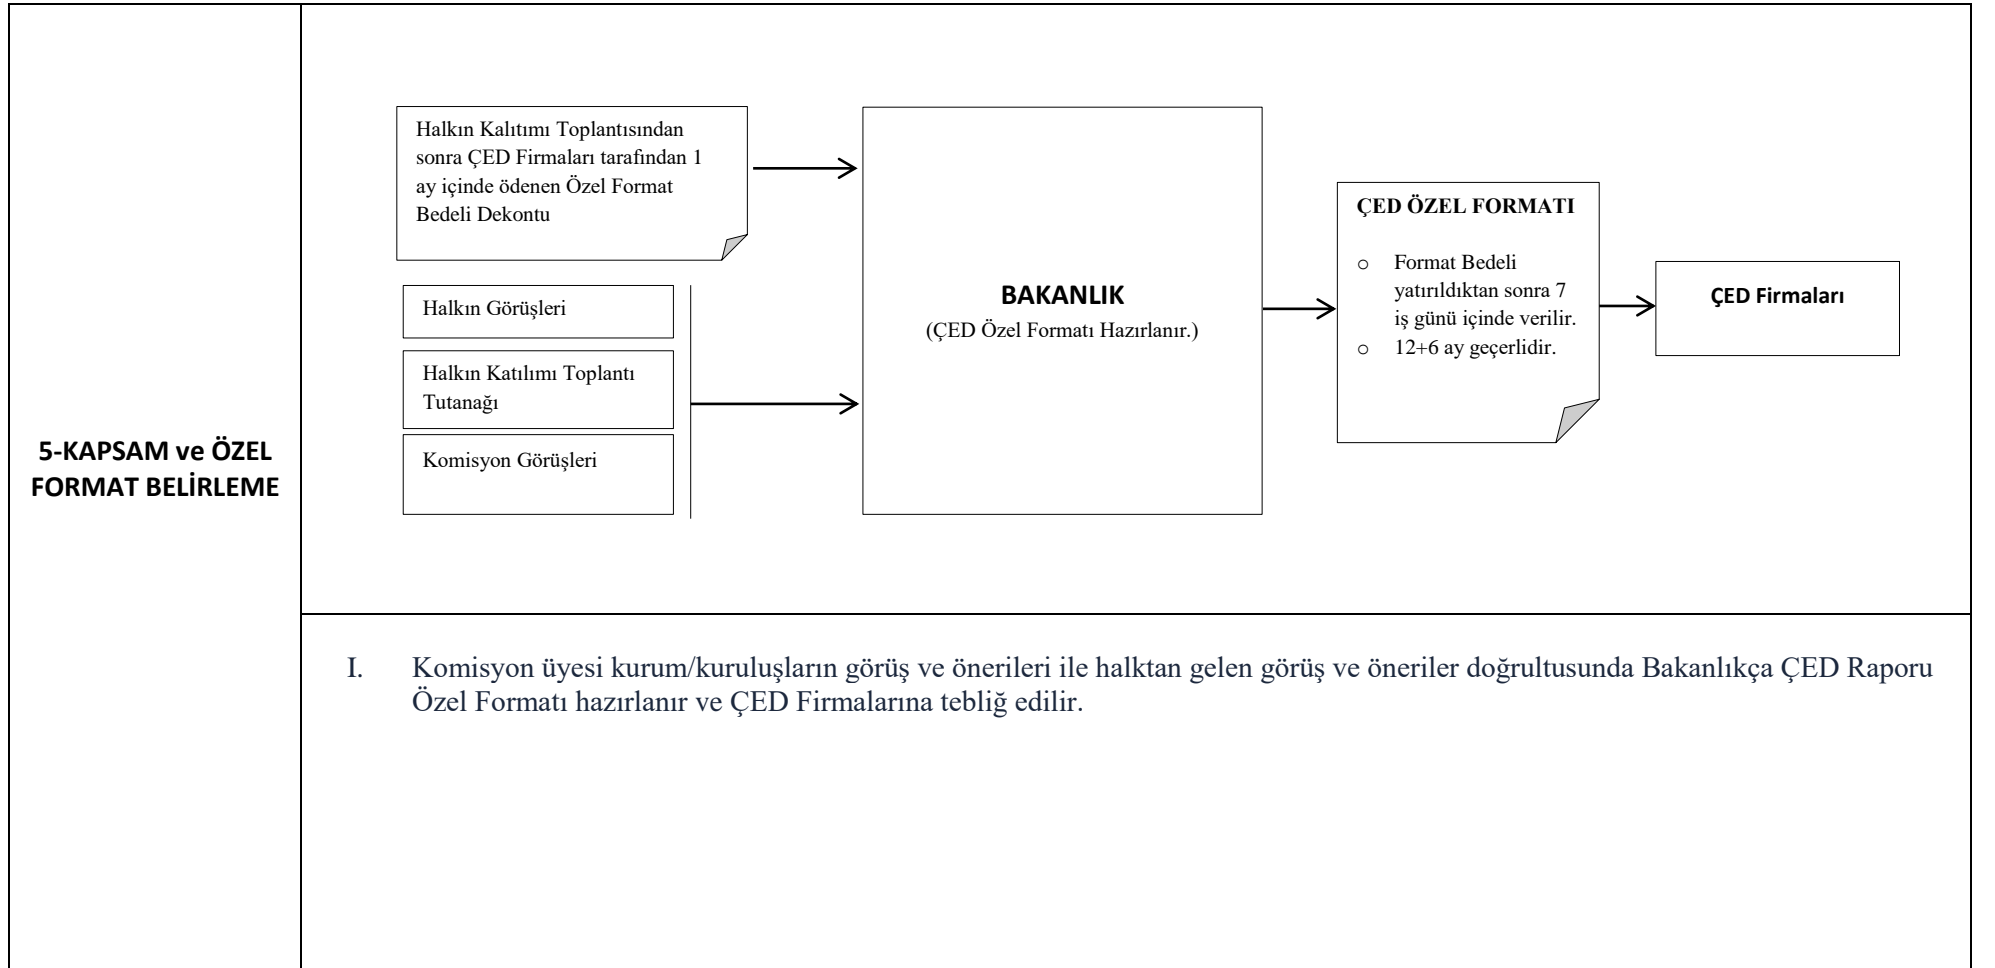 5-KAPSAM ve ÖZEL
FORMAT BELİRLEME
Halkın Kalıtımı Toplantısından
sonra ÇED Firmaları tarafından 1
ay içinde ödenen Özel Format
Bedeli Dekontu
Halkın Görüşleri
Halkın Katılımı Toplantı
Tutanağı
Komisyon Görüşleri
BAKANLIK
(ÇED Özel Formatı Hazırlanır.)
ÇED ÖZEL FORMATI
o Format Bedeli
yatırıldıktan sonra 7
iş günü içinde verilir.
o 12+6 ay geçerlidir.
ÇED Firmaları
I. Komisyon üyesi kurum/kuruluşların görüş ve önerileri ile halktan gelen görüş ve öneriler doğrultusunda Bakanlıkça ÇED Raporu
Özel Formatı hazırlanır ve ÇED Firmalarına tebliğ edilir.